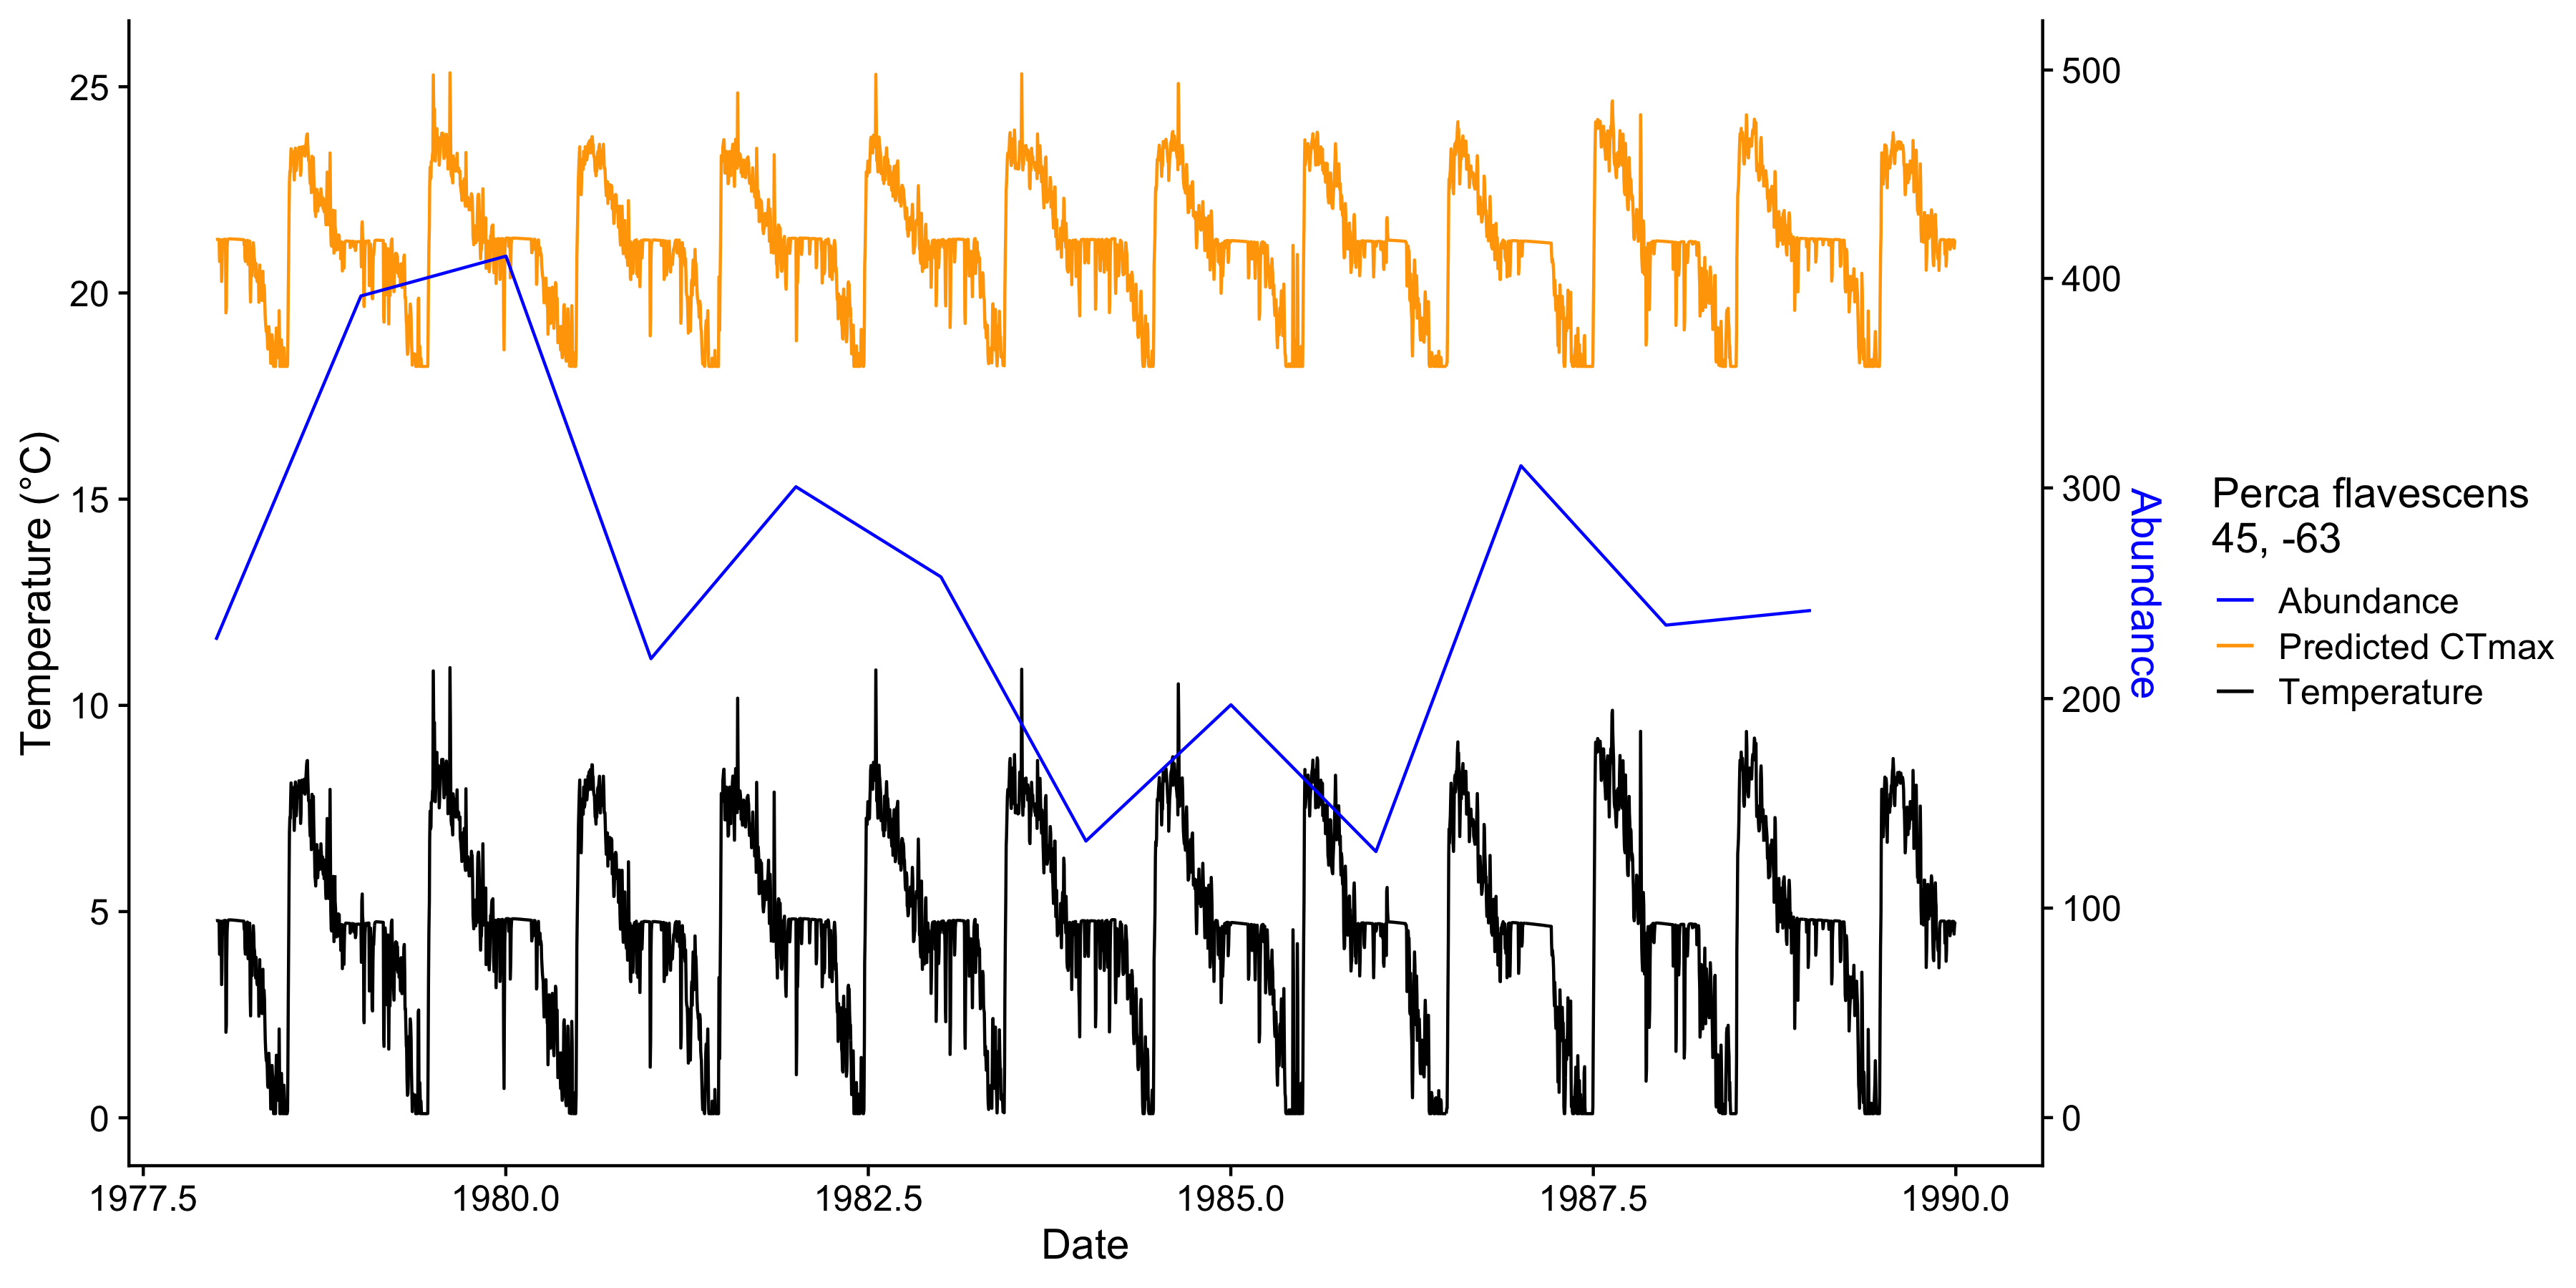 25
20
15
10
5
0
Temperature (°C)
1977.5
1980.0
1982.5
1985.0
1987.5
1990.0
Date
500
400
300
200
100
0
Abundance
Perca flavescens
45, -63
Abundance
Predicted CTmax
Temperature